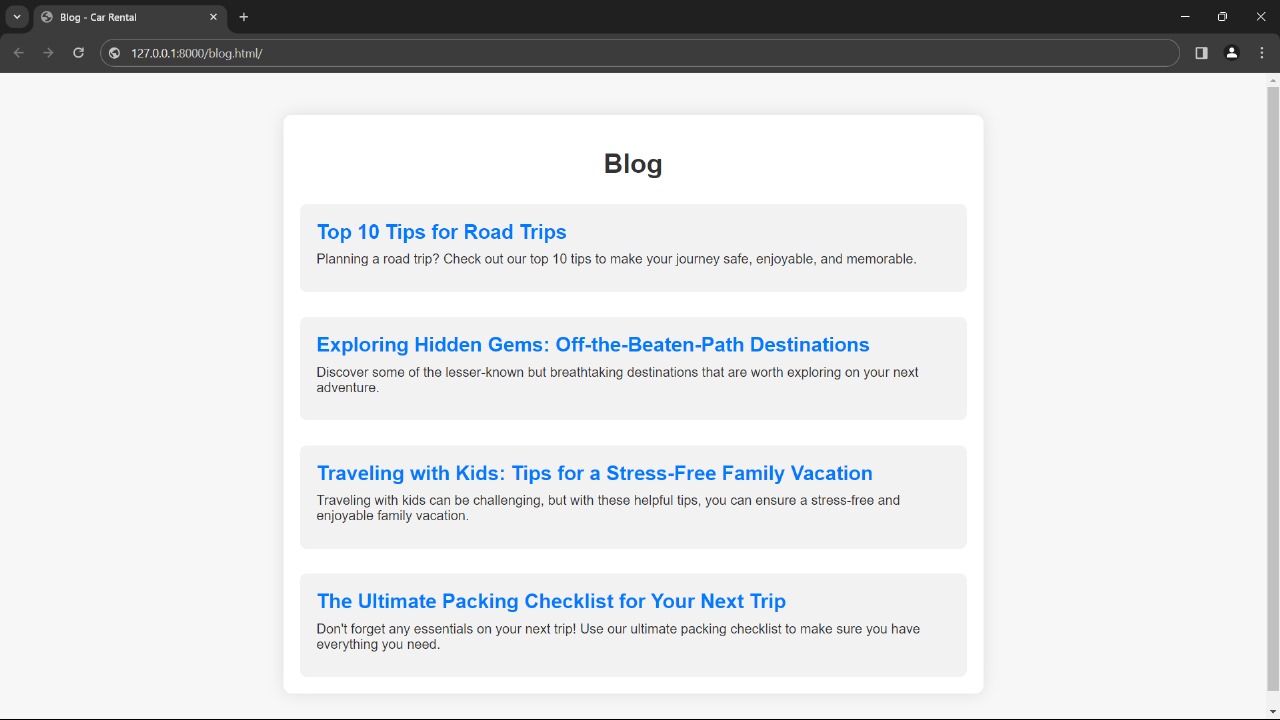 Blog - Car Rental
127.0.0.1:8000/blog.html/
Blog
Top 10 Tips for Road Trips
Planning a road trip? Check out our top 10 tips to make your journey safe, enjoyable, and memorable.
Exploring Hidden Gems: Off-the-Beaten-Path Destinations
Discover some of the lesser-known but breathtaking destinations that are worth exploring on your next
adventure.
Traveling with Kids: Tips for a Stress-Free Family Vacation
Traveling with kids can be challenging, but with these helpful tips, you can ensure a stress-free and
enjoyable family vacation.
The Ultimate Packing Checklist for Your Next Trip
Don't forget any essentials on your next trip! Use our ultimate packing checklist to make sure you have
everything you need.